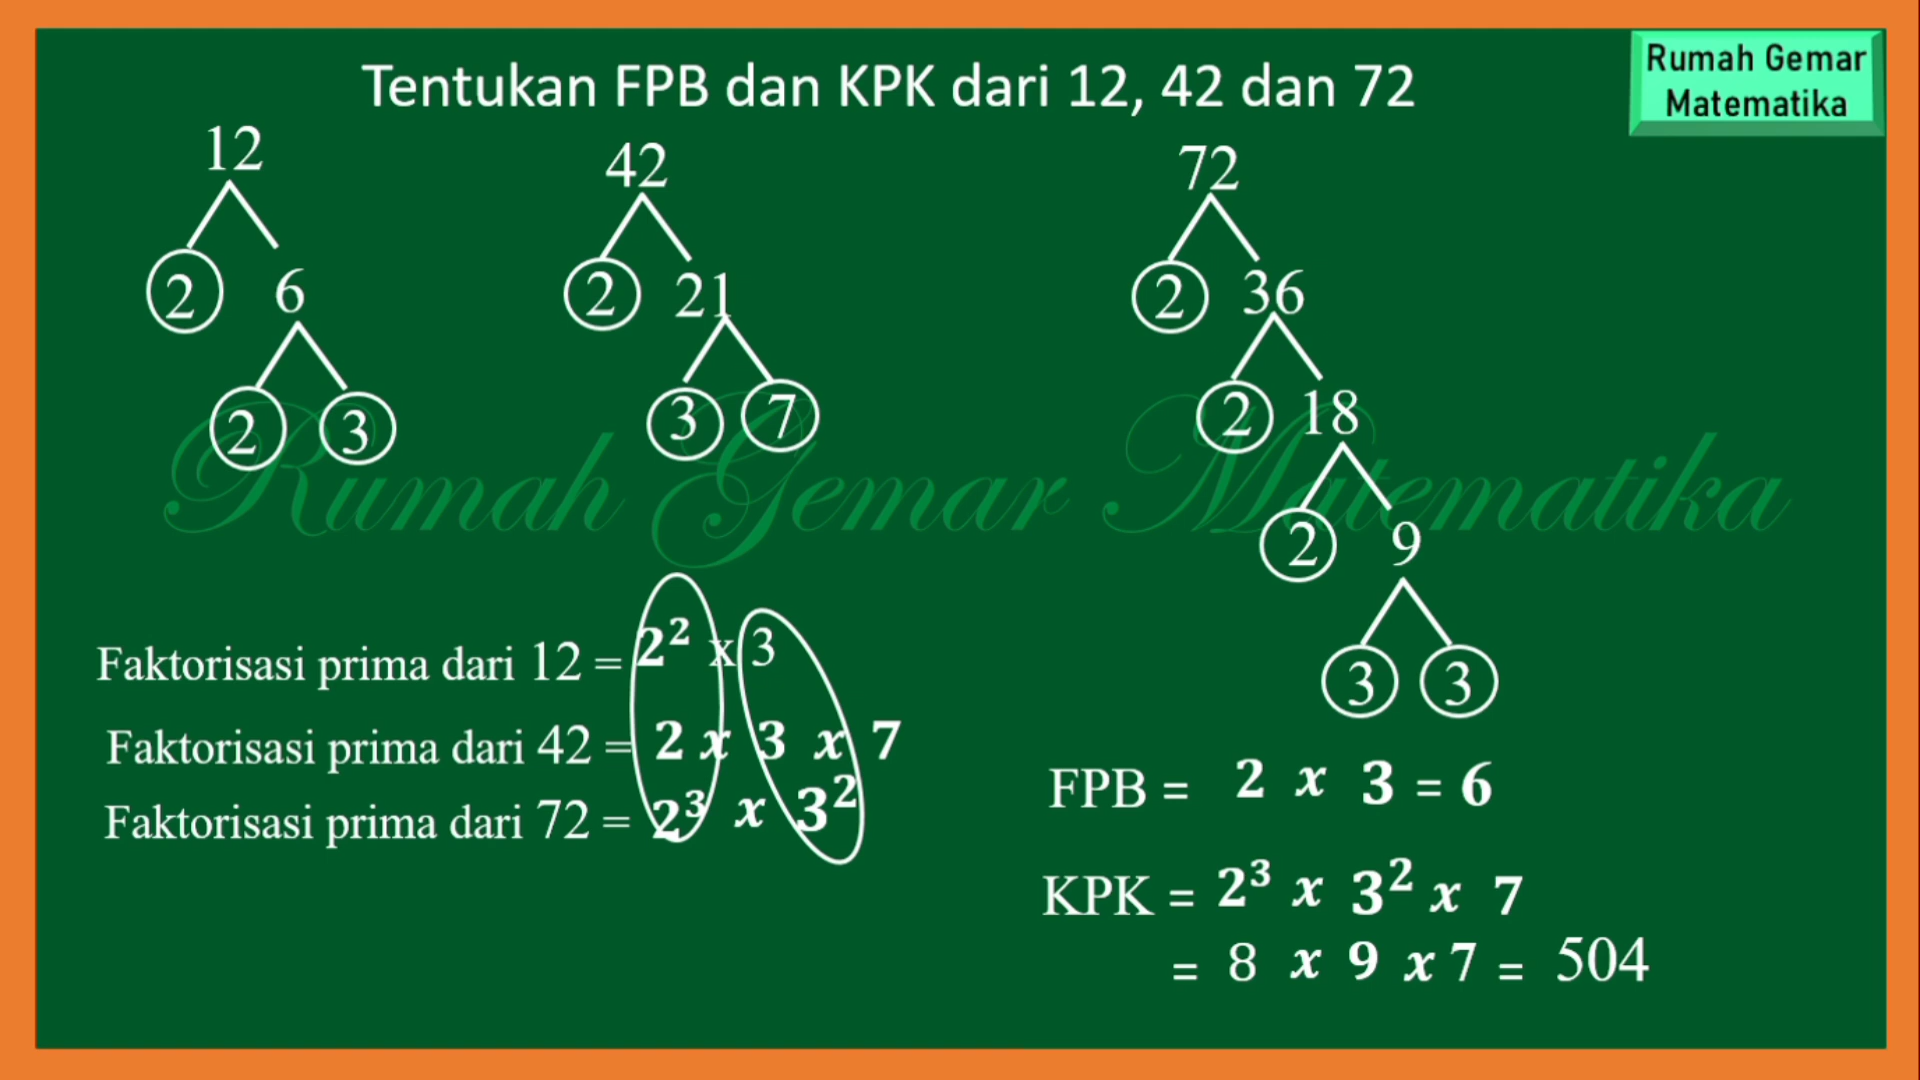 Tentukan FPB dan KPK dari 12, 42 dan 72
Rumah Gemar
Matematika
12
42
72
2 6
2 21
2 36
2 3
3 7
2 18
2 9
3 3
Rumah Gemar Matematika
Faktorisasi prima dari 12 = 2² x 3
Faktorisasi prima dari 42 = 2 x 3 x 7
Faktorisasi prima dari 72 = 2³ x 3²
FPB = 2 x 3 = 6
KPK = 2³ x 3² x 7
= 8 x 9 x 7 = 504